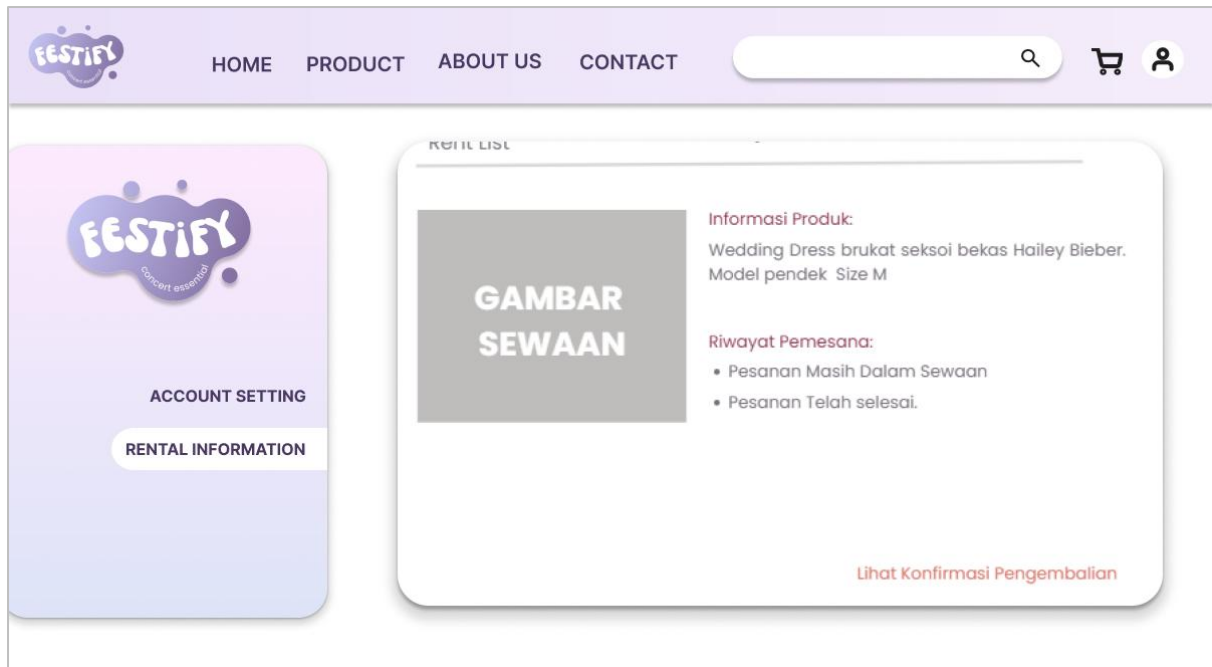 FESTiFY
concert essential
HOME PRODUCT ABOUT US CONTACT
FESTiFY
concert essential
ACCOUNT SETTING
RENTAL INFORMATION
Rent List
GAMBAR
SEWAAN
Informasi Produk:
Wedding Dress brukat seksoi bekas Hailey Bieber.
Model pendek Size M
Riwayat Pemesana:
• Pesanan Masih Dalam Sewaan
• Pesanan Telah selesai.
Lihat Konfirmasi Pengembalian